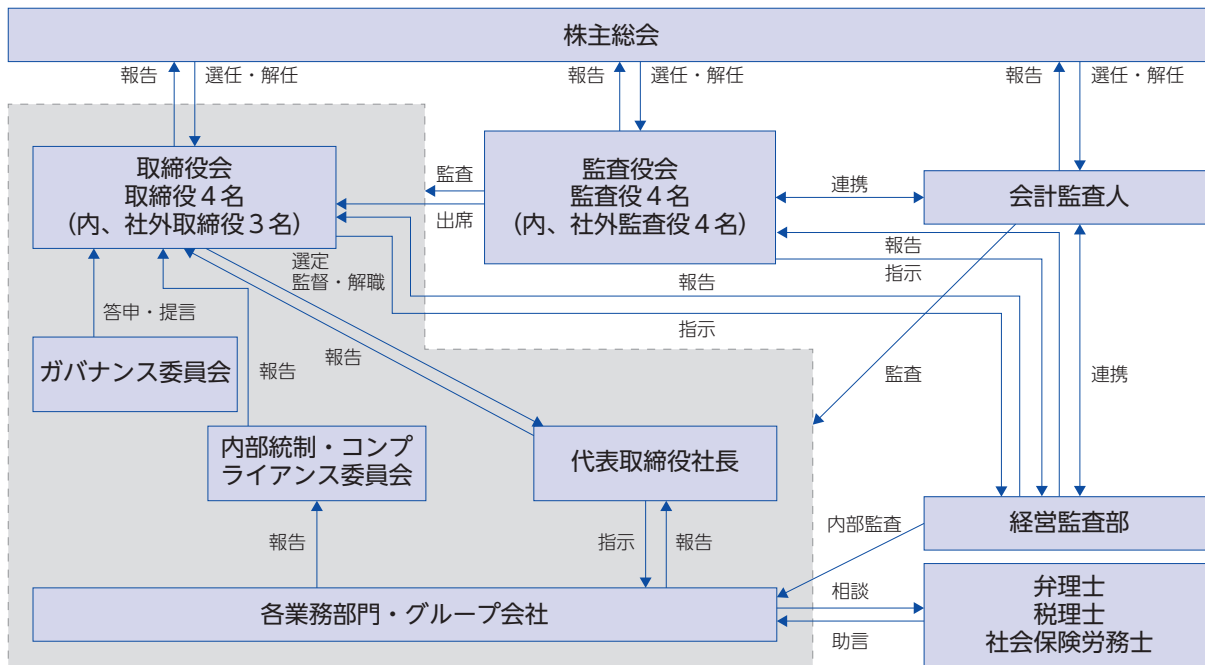 株主総会
報告
選任・解任
報告
選任・解任
報告
選任・解任
取締役会
取締役4名
(内、社外取締役3名)
監査
出席
監査役会
監査役4名
(内、社外監査役4名)
連携
会計監査人
選定
監督・解職
報告
指示
報告
指示
答申・提言
ガバナンス委員会
報告
報告
監査
連携
内部統制・コンプ
ライアンス委員会
代表取締役社長
報告
指示
報告
内部監査
経営監査部
各業務部門・グループ会社
相談
助言
弁理士
税理士
社会保険労務士